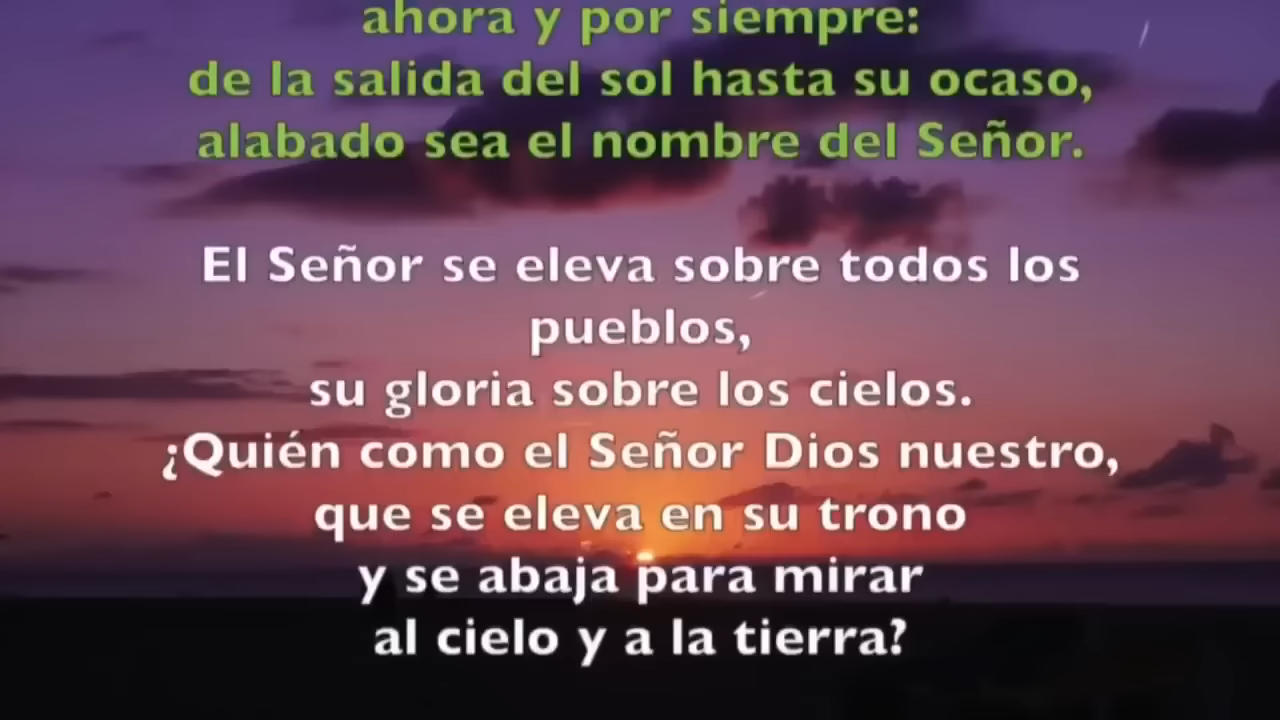 ahora y por siempre:
de la salida del sol hasta su ocaso,
alabado sea el nombre del Señor.
El Señor se eleva sobre todos los
pueblos,
su gloria sobre los cielos.
¿Quién como el Señor Dios nuestro,
que se eleva en su trono
y se abaja para mirar
al cielo y a la tierra?